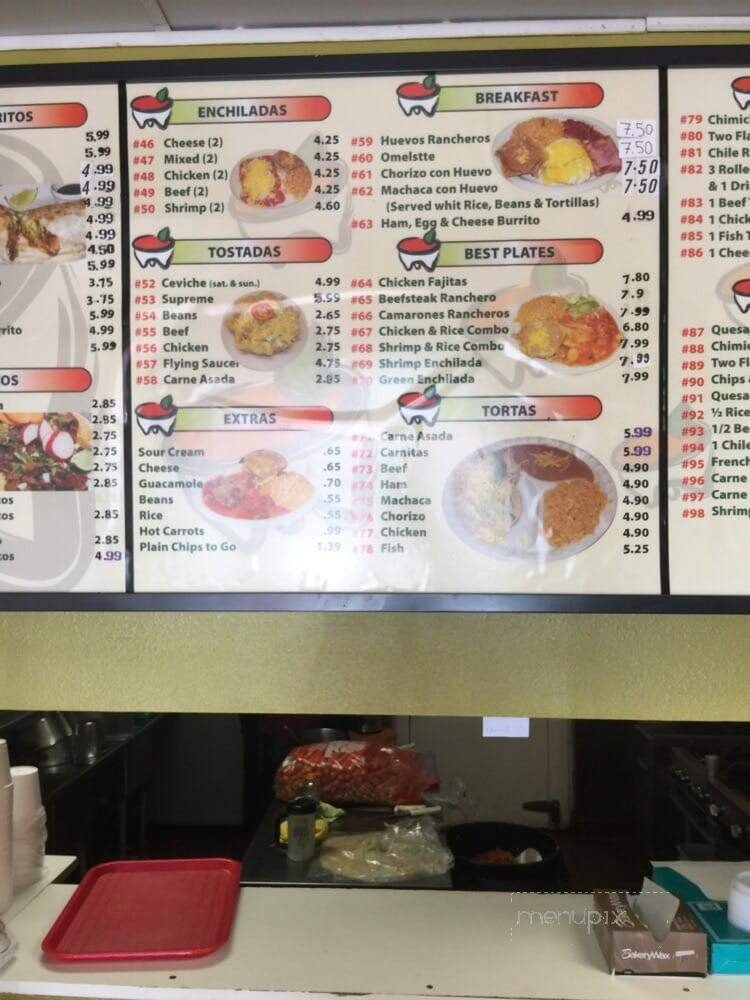 RITOS
5.99
5.99
4.99
4.99
4.99
4.99
4.99
4.50
5.99
3.75
3.75
rrito 4.99
5.99
OS
2.85
2.85
2.75
2.75
2.75
2.85
cos
cos 2.85
2.85
cos 4.99
ENCHILADAS
#46 Cheese (2) 4.25
#47 Mixed (2) 4.25
#48 Chicken (2) 4.25
#49 Beef (2) 4.25
#50 Shrimp (2) 4.60
TOSTADAS
#52 Ceviche (sat. & sun.) 4.99
#53 Supreme 5.59
#54 Beans 2.65
#55 Beef 2.75
#56 Chicken 2.75
#57 Flying Saucer 4.75
#58 Carne Asada 2.85
EXTRAS
Sour Cream .65
Cheese .65
Guacamole .70
Beans .55
Rice .55
Hot Carrots .99
Plain Chips to Go 1.39
BREAKFAST
#59 Huevos Rancheros 7.50
#60 Omelstte 7.50
#61 Chorizo con Huevo 7.50
#62 Machaca con Huevo 7.50
(Served whit Rice, Beans & Tortillas)
#63 Ham, Egg & Cheese Burrito 4.99
BEST PLATES
#64 Chicken Fajitas 7.80
#65 Beefsteak Ranchero 7.9
#66 Camarones Rancheros 7.99
#67 Chicken & Rice Combo 6.80
#68 Shrimp & Rice Combo 7.99
#69 Shrimp Enchilada 7.99
Green Enchilada 7.99
TORTAS
Carne Asada 5.99
#72 Carnitas 5.99
#73 Beef 4.90
#74 Ham 4.90
Machaca 4.90
Chorizo 4.90
#77 Chicken 4.90
#78 Fish 5.25
#79 Chimic
#80 Two Fla
#81 Chile R
#82 3 Rolle
& 1 Dri
#83 1 Beef
#84 1 Chick
#85 1 Fish T
#86 1 Chee
#87 Quesa
#88 Chimic
#89 Two Fl
#90 Chips
#91 Quesa
#92 ½ Rice
#93 1/2 Be
#94 1 Chile
#95 French
#96 Carne
#97 Carne
#98 Shrimp
menupix
BakeryWax